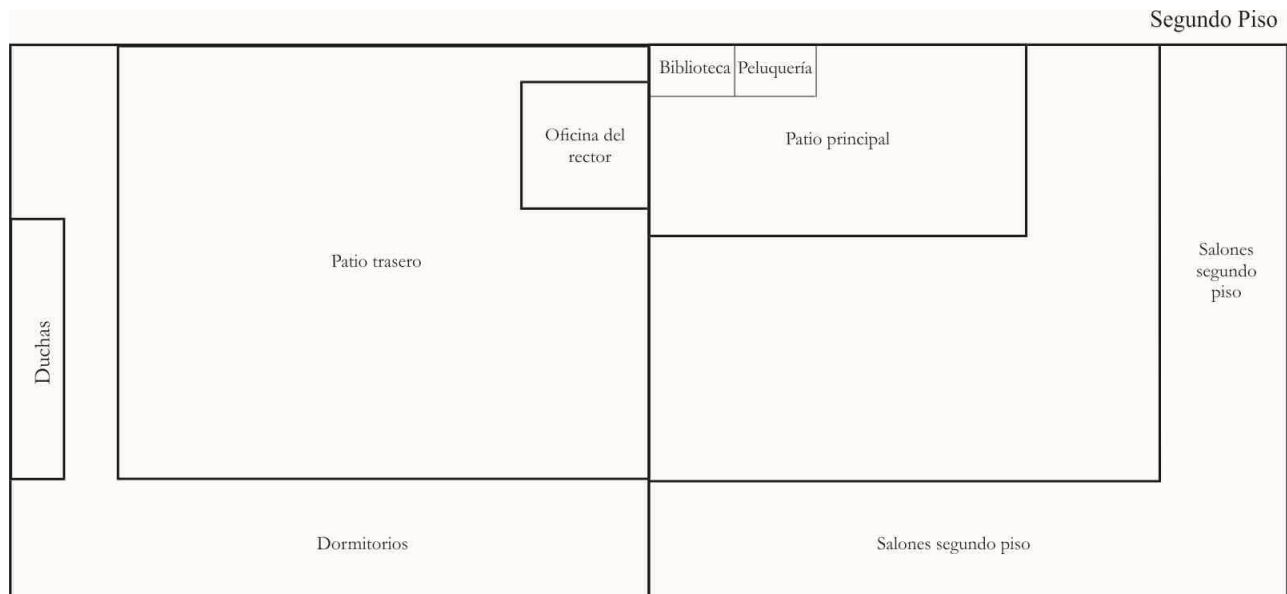 Segundo Piso
Biblioteca
Peluquería
Oficina del
rector
Patio principal
Patio trasero
Salones
segundo
piso
Duchas
Dormitorios
Salones segundo piso